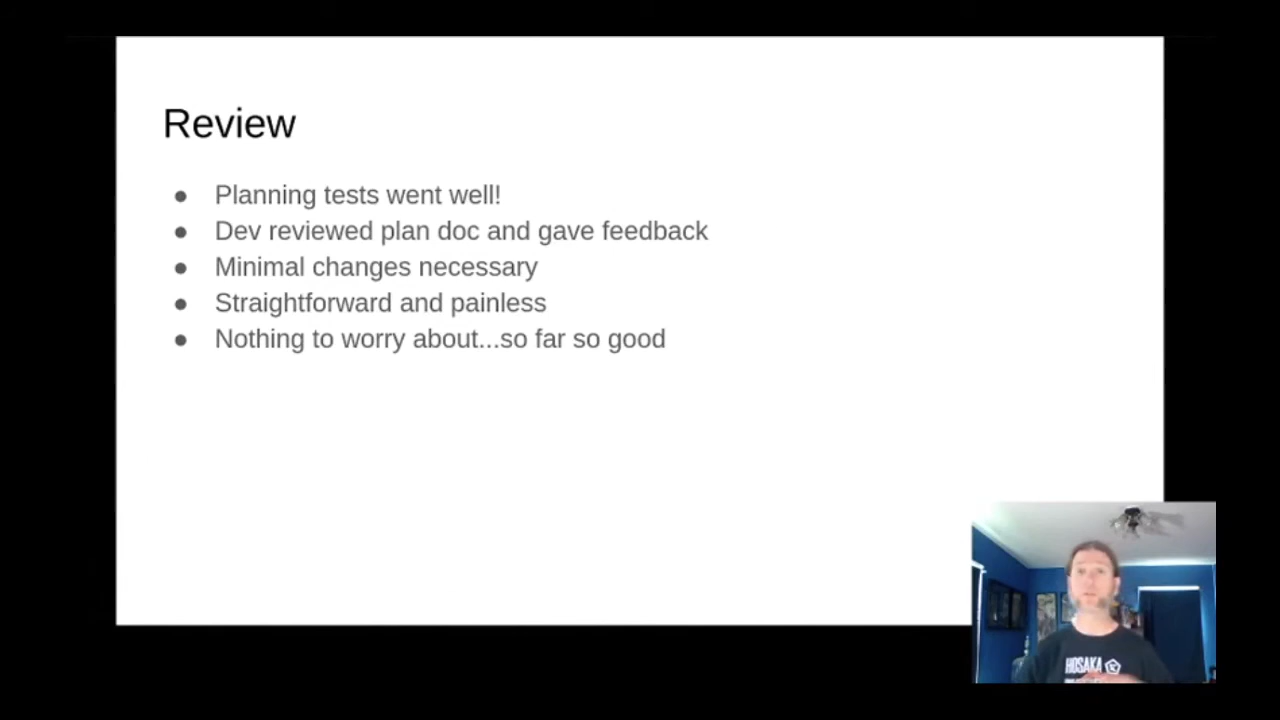 Review
● Planning tests went well!
● Dev reviewed plan doc and gave feedback
● Minimal changes necessary
● Straightforward and painless
● Nothing to worry about...so far so good
HOSAKA